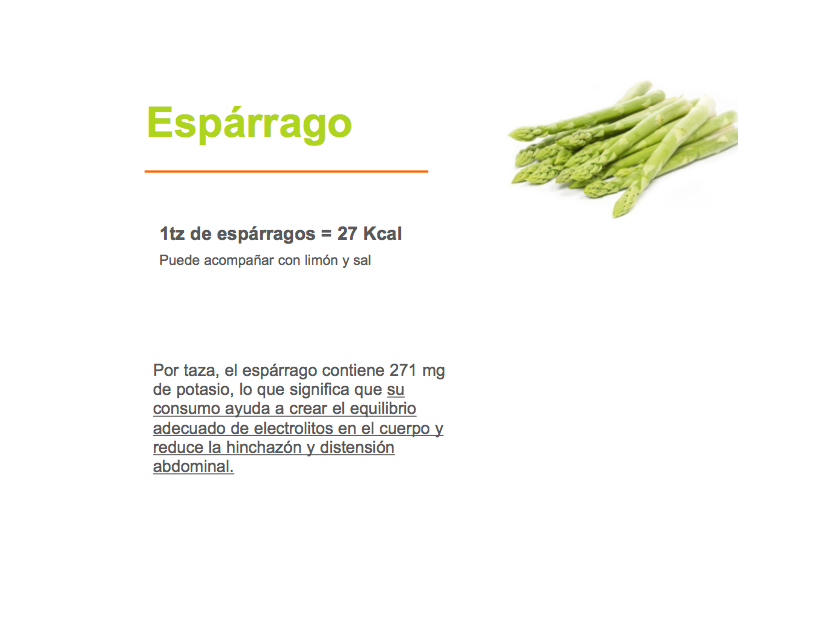 Espárrago
1tz de espárragos = 27 Kcal
Puede acompañar con limón y sal
Por taza, el espárrago contiene 271 mg
de potasio, lo que significa que su
consumo ayuda a crear el equilibrio
adecuado de electrolitos en el cuerpo y
reduce la hinchazón y distensión
abdominal.